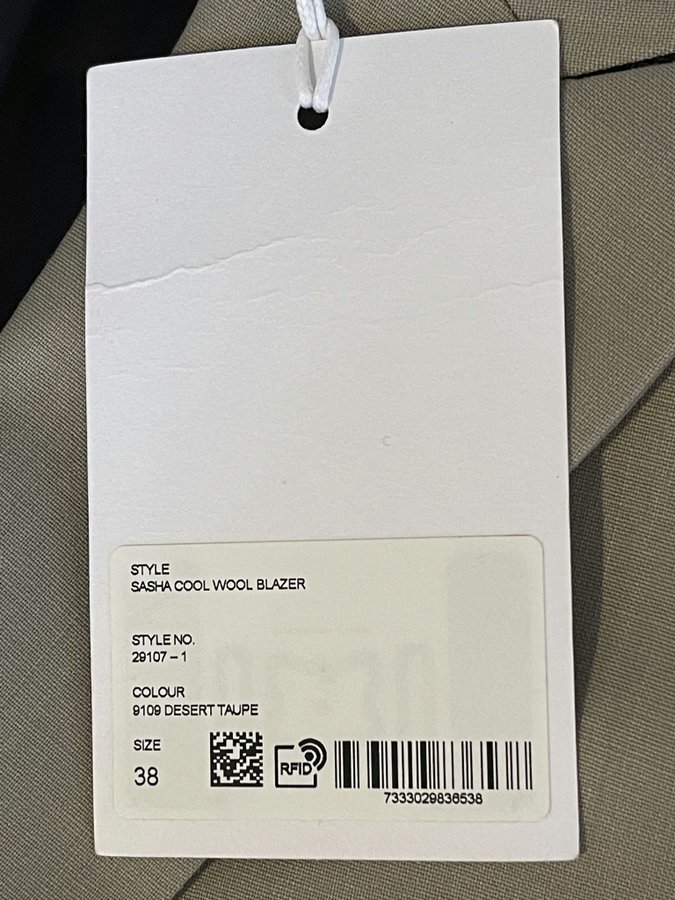 STYLE
SASHA COOL WOOL BLAZER
STYLE NO.
29107 – 1
COLOUR
9109 DESERT TAUPE
SIZE
38
RFID
7333029836538